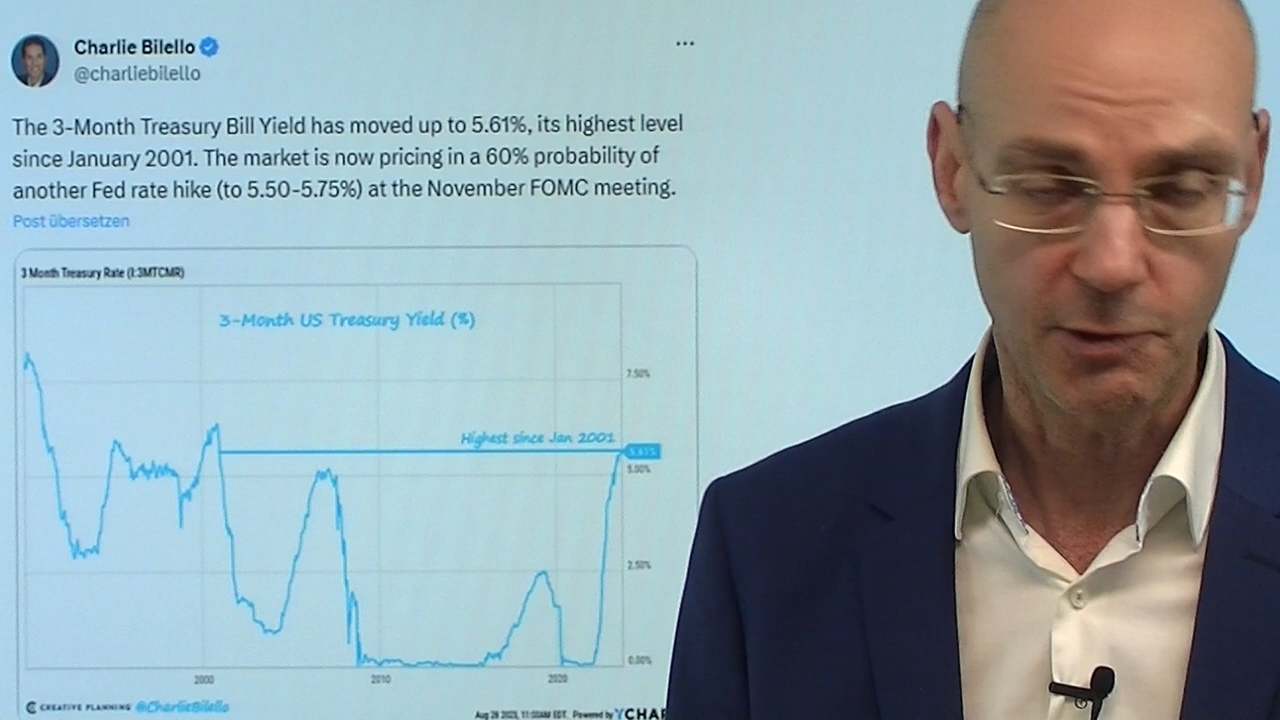 Charlie Bilello
@charliebilello
The 3-Month Treasury Bill Yield has moved up to 5.61%, its highest level
since January 2001. The market is now pricing in a 60% probability of
another Fed rate hike (to 5.50-5.75%) at the November FOMC meeting.
Post übersetzen
3 Month Treasury Rate (I:3MTCMR)
3-Month US Treasury Yield (%)
7.50%
Highest since Jan 2001
5.61%
5.00%
2.50%
0.00%
2000
2010
2020
CREATIVE PLANNING @CharlieBilello
Aug 28 2023, 11:00AM EDT. Powered by YCHAR